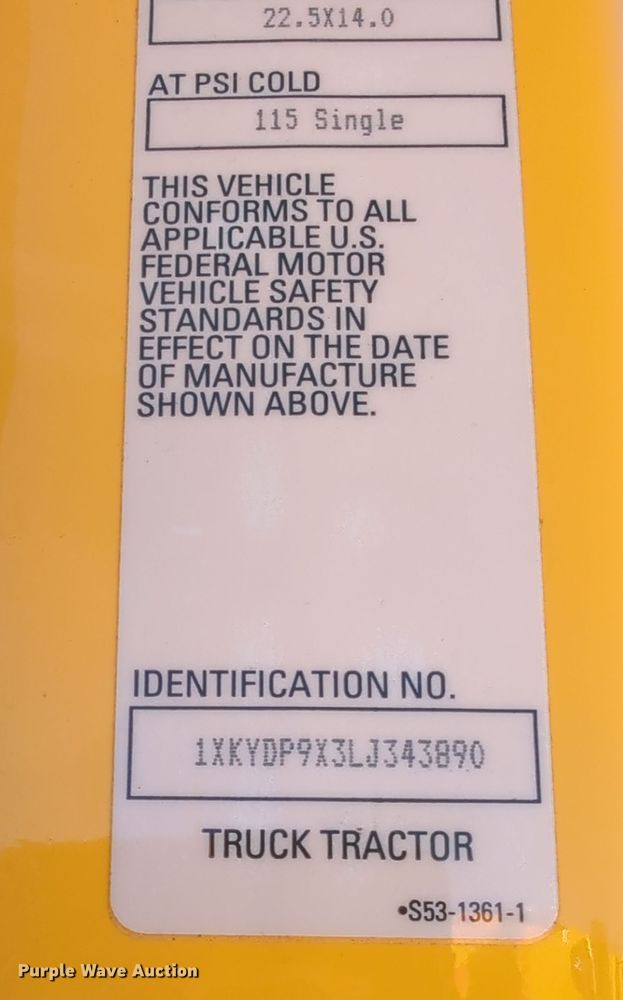 22.5X14.0
AT PSI COLD
115 Single
THIS VEHICLE
CONFORMS TO ALL
APPLICABLE U.S.
FEDERAL MOTOR
VEHICLE SAFETY
STANDARDS IN
EFFECT ON THE DATE
OF MANUFACTURE
SHOWN ABOVE.
IDENTIFICATION NO.
1XKYDP9X3LJ343890
TRUCK TRACTOR
•S53-1361-1
Purple Wave Auction